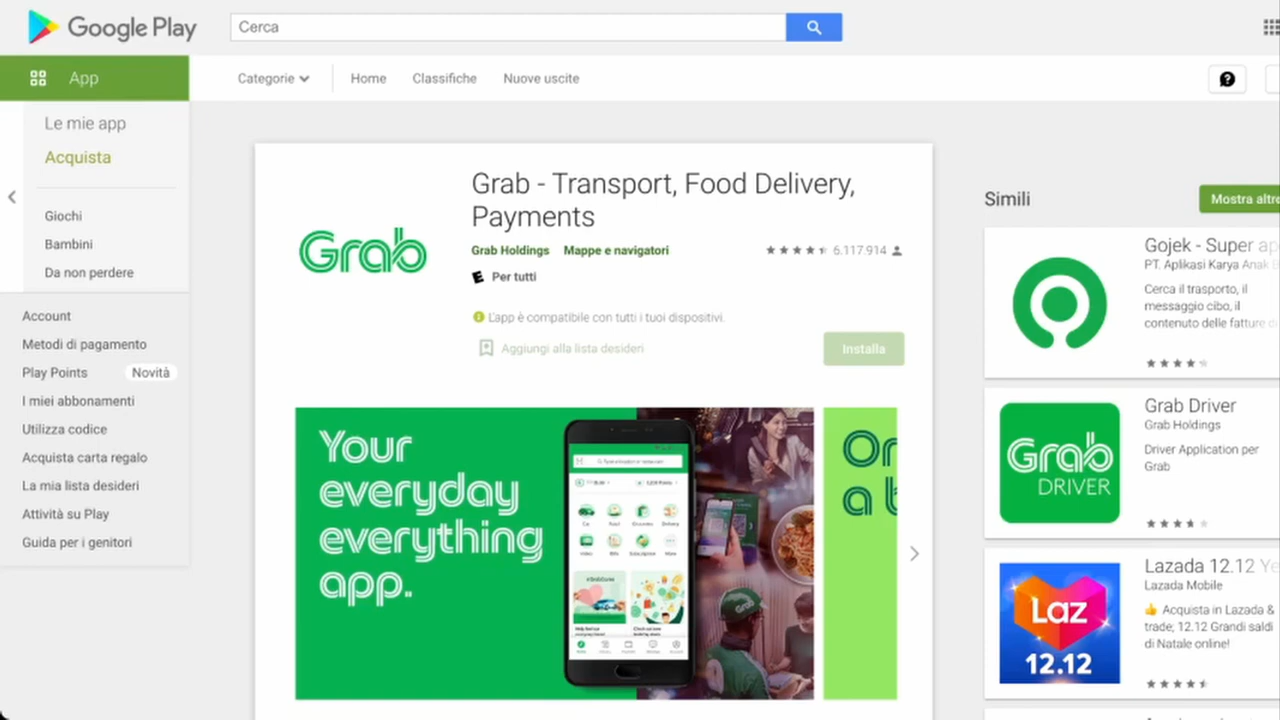 Google Play
Cerca
App
Categorie
Home
Classifiche
Nuove uscite
Le mie app
Acquista
Giochi
Bambini
Da non perdere
Account
Metodi di pagamento
Play Points
Novità
I miei abbonamenti
Utilizza codice
Acquista carta regalo
La mia lista desideri
Attività su Play
Guida per i genitori
Grab
Grab - Transport, Food Delivery,
Payments
Grab Holdings
Mappe e navigatori
6.117.914
Per tutti
L'app è compatibile con tutti i tuoi dispositivi.
Aggiungi alla lista desideri
Installa
Your
everyday
everything
app.
Grab
Simili
Mostra altro
Gojek - Super ap
PT. Aplikasi Karya Anak B
Cerca il trasporto, il
messaggio cibo, il
contenuto delle fatture d
Grab
DRIVER
Grab Driver
Grab Holdings
Driver Application per
Grab
Laz
12.12
Lazada 12.12 Ye
Lazada Mobile
Acquista in Lazada &
trade; 12.12 Grandi saldi
di Natale online!